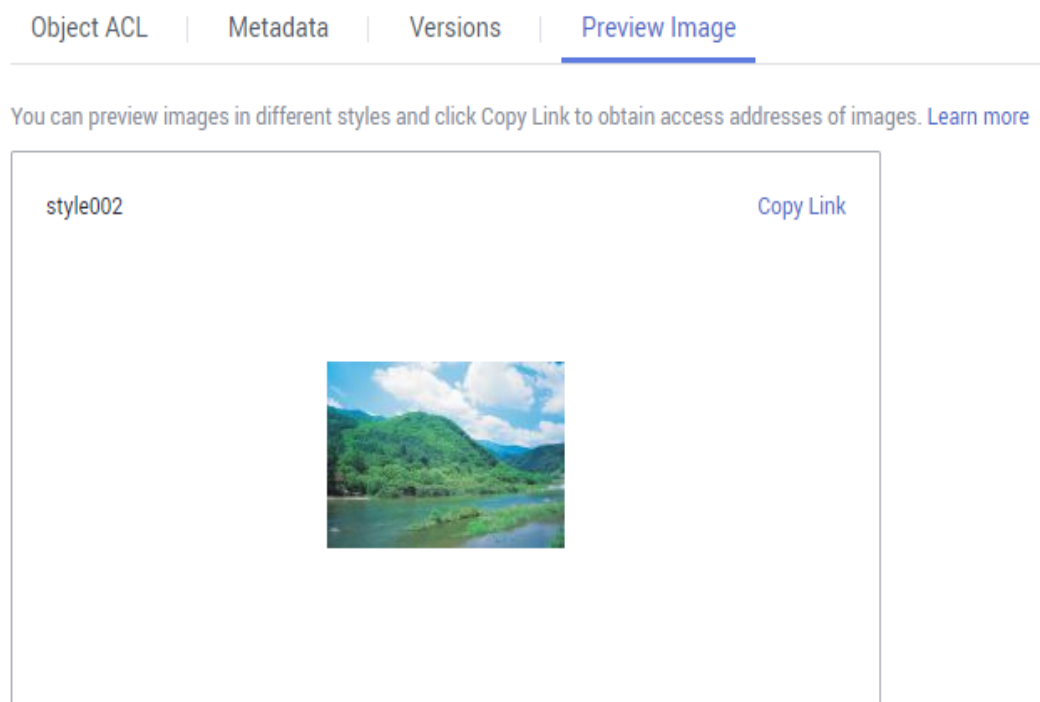 Object ACL Metadata Versions Preview Image
You can preview images in different styles and click Copy Link to obtain access addresses of images. Learn more
style002 Copy Link